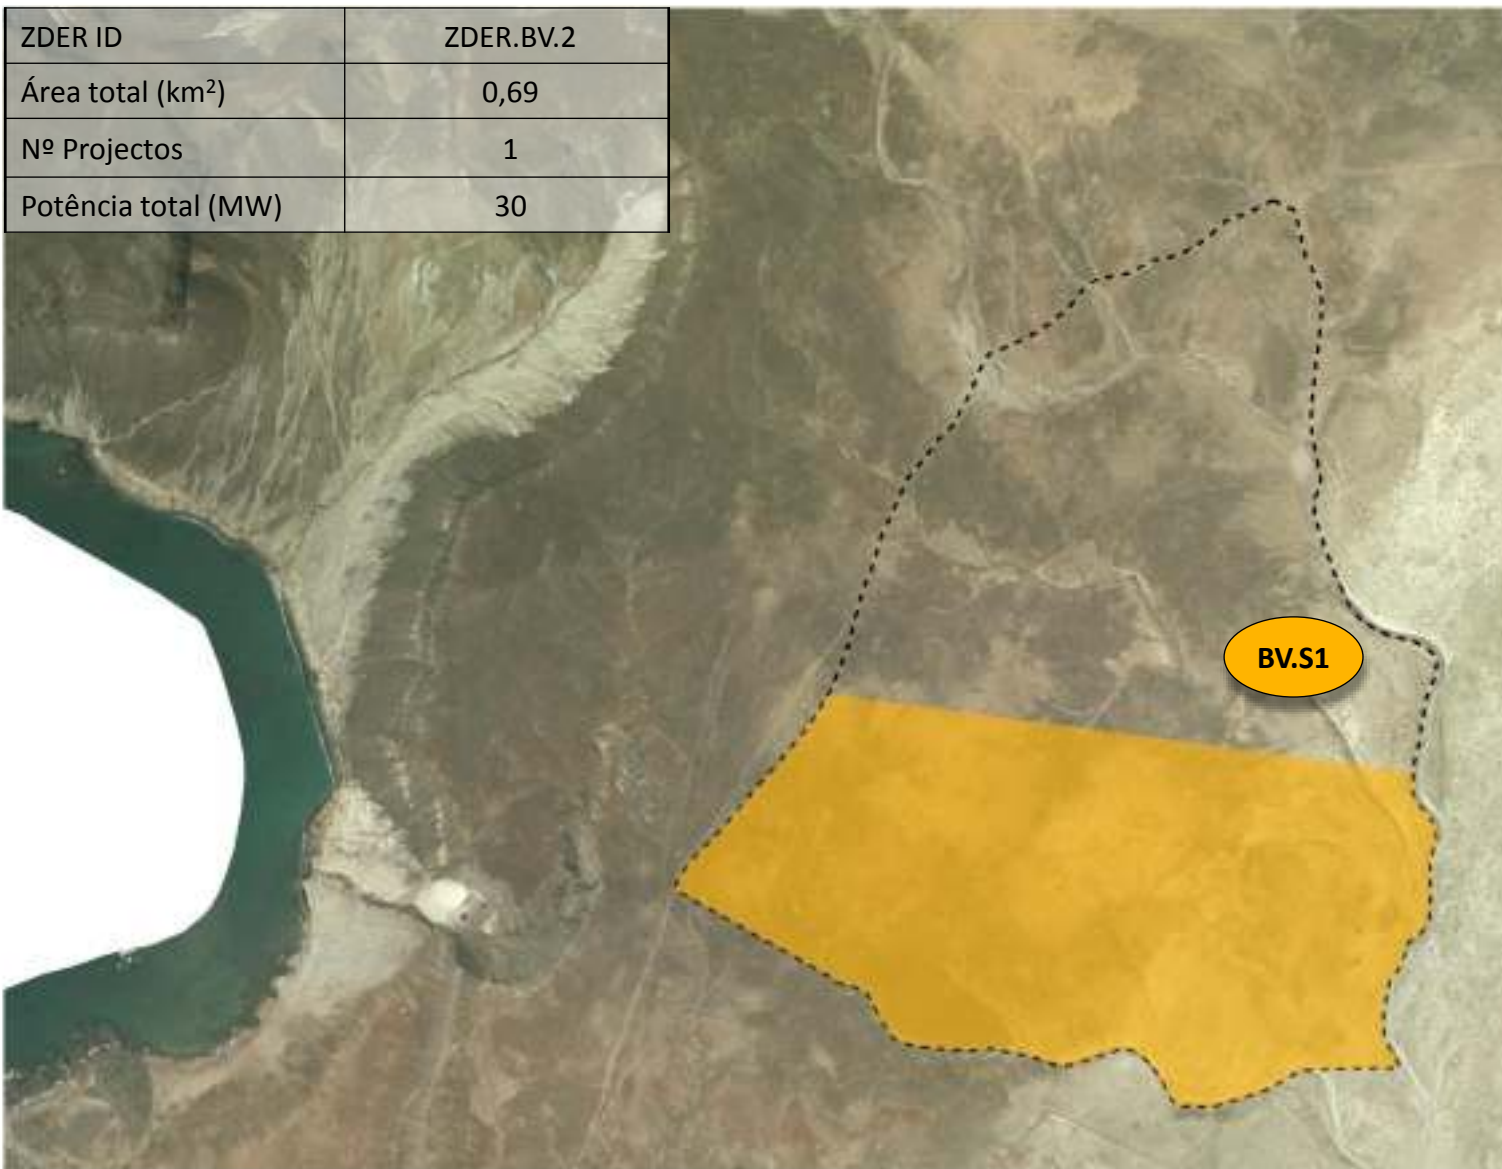 ZDER ID ZDER.BV.2
Área total (km²) 0,69
Nº Projectos 1
Potência total (MW) 30
BV.S1